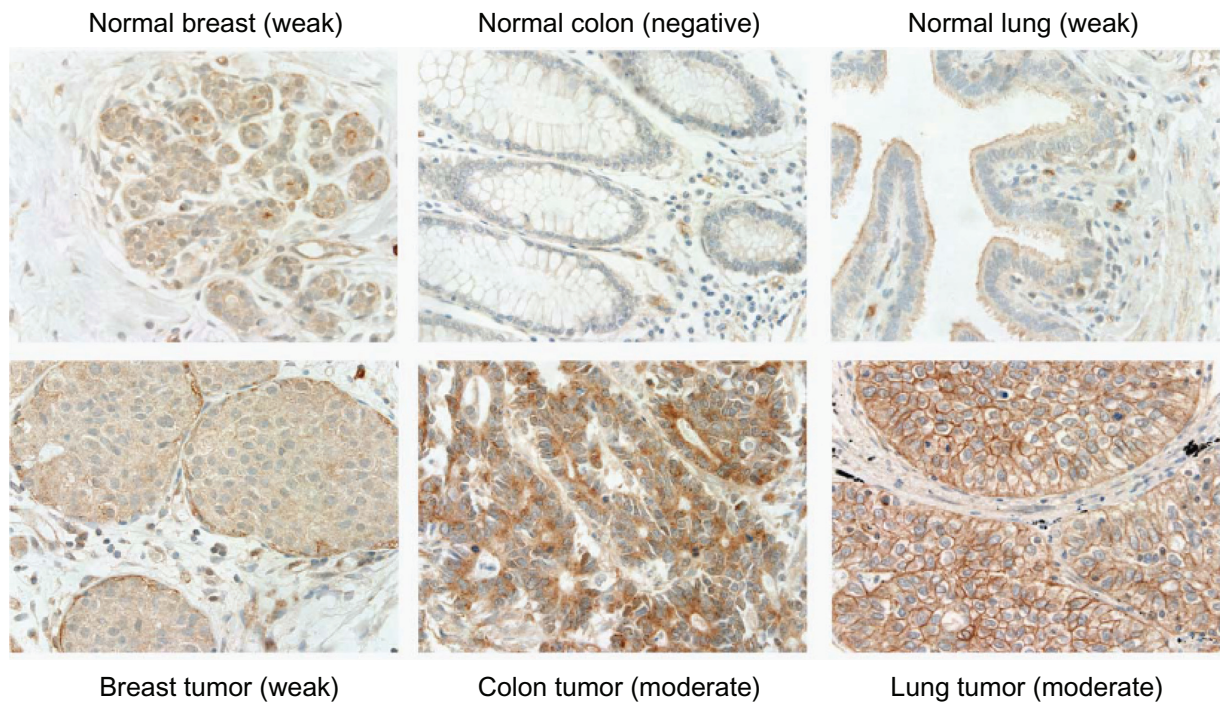 Normal breast (weak)
Normal colon (negative)
Normal lung (weak)
Breast tumor (weak)
Colon tumor (moderate)
Lung tumor (moderate)